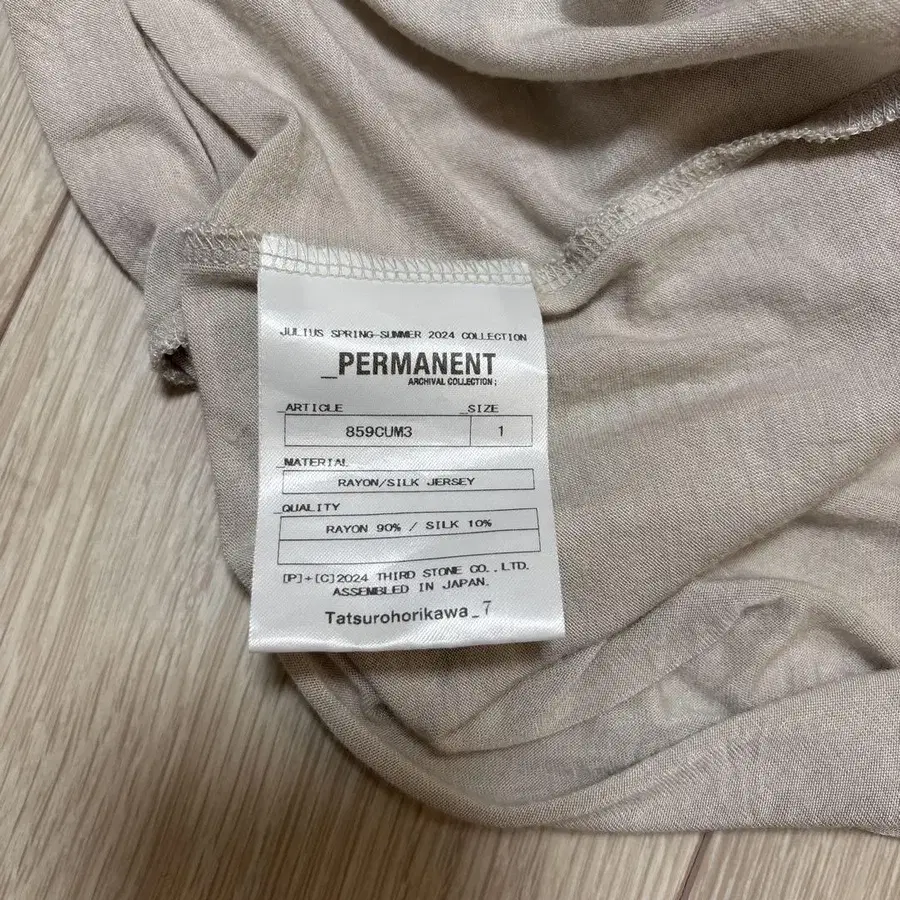 JULIUS SPRING-SUMMER 2024 COLLECTION
_PERMANENT
ARCHIVAL COLLECTION;
_ARTICLE _SIZE
859CUM3 1
_MATERIAL
RAYON/SILK JERSEY
_QUALITY
RAYON 90% / SILK 10%
[P]+[C]2024 THIRD STONE CO.,LTD.
ASSEMBLED IN JAPAN.
Tatsurohorikawa_7